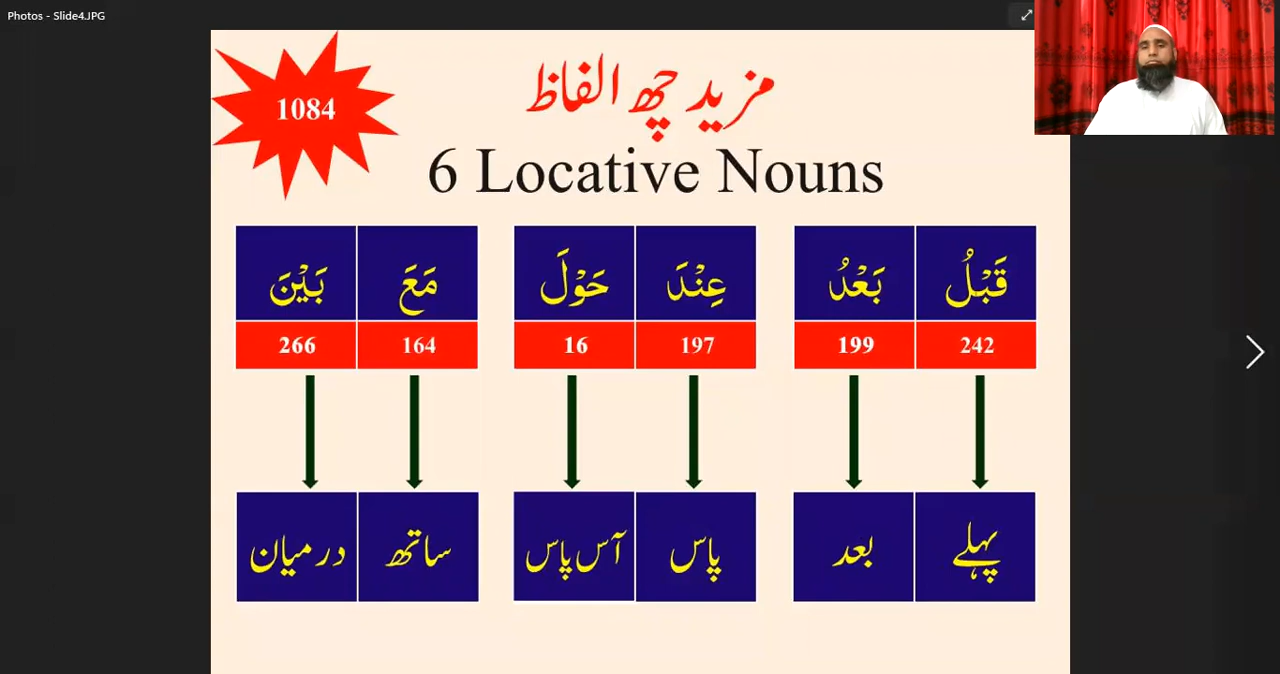 Photos - Slide4.JPG
1084
مزید چھ الفاظ
6 Locative Nouns
قَبْلُ بَعْدُ عِنْدَ حَوْلَ مَعَ بَيْنَ
242 199 197 16 164 266
پہلے بعد پاس آس پاس ساتھ درمیان